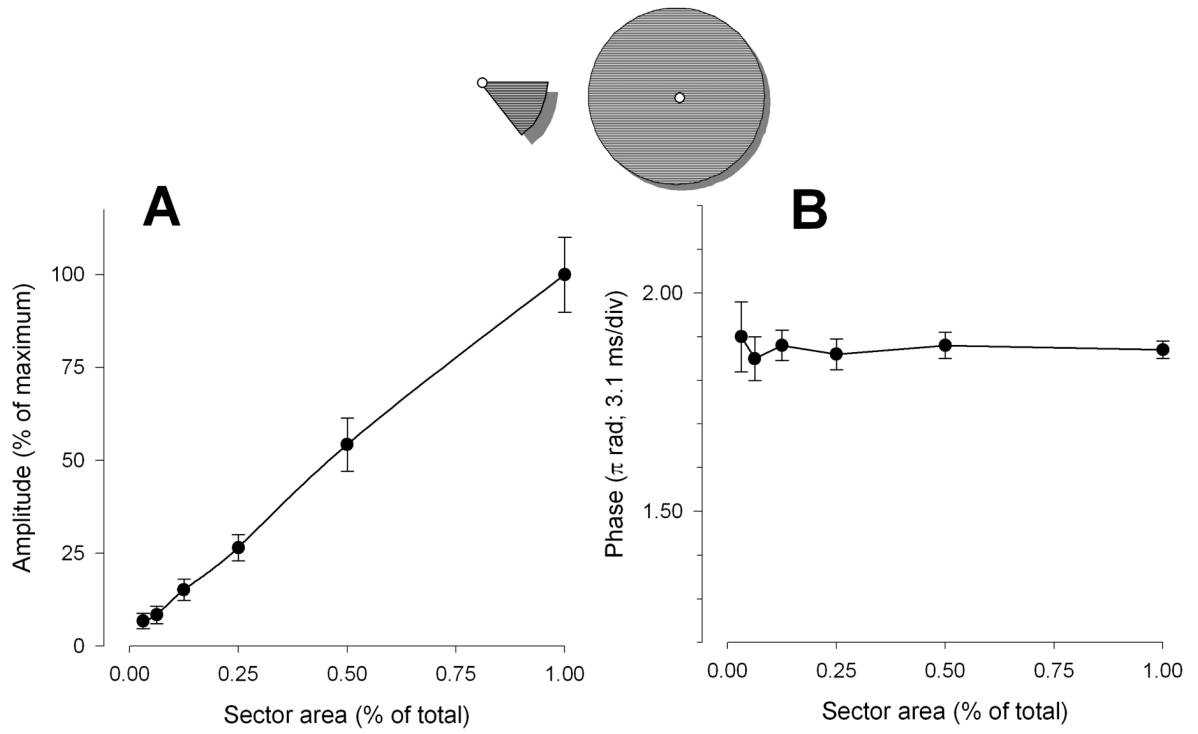 A
B
Amplitude (% of maximum)
100
75
50
25
0
0.00 0.25 0.50 0.75 1.00
Sector area (% of total)
Phase (π rad; 3.1 ms/div)
2.00
1.50
0.00 0.25 0.50 0.75 1.00
Sector area (% of total)